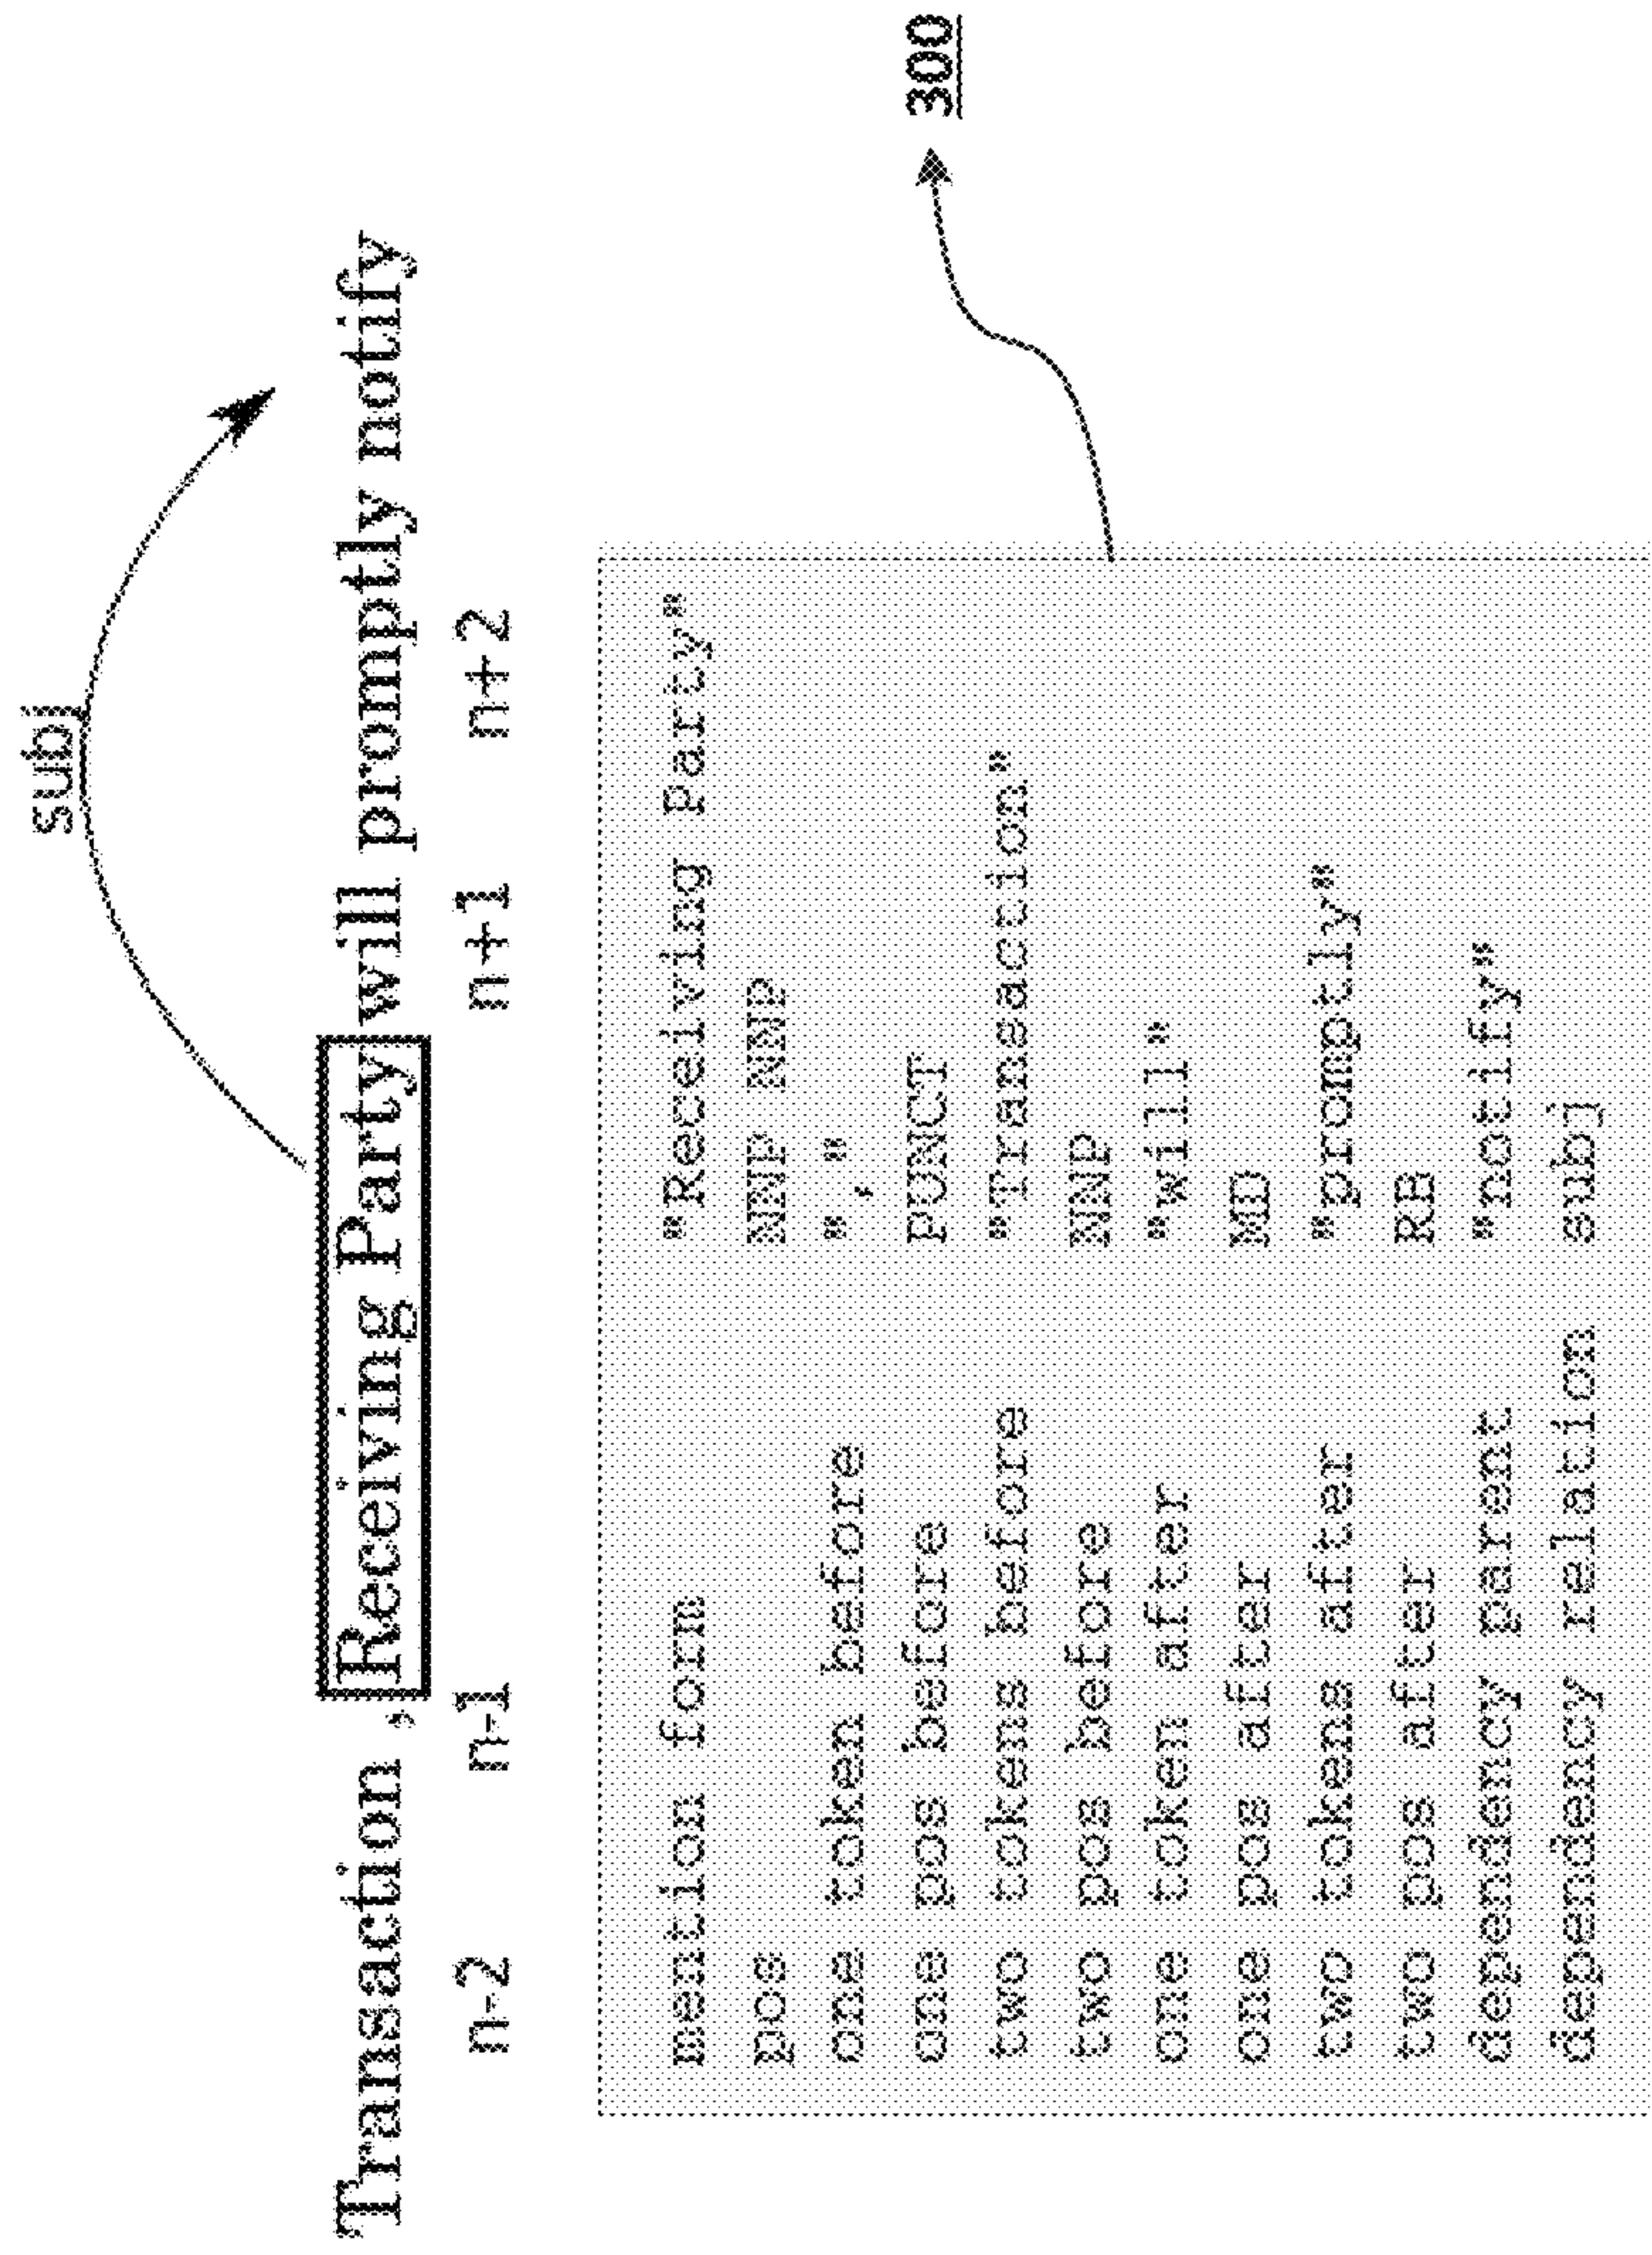 subj
Transaction , Receiving Party will promptly notify
n-2 n-1 n+1 n+2
mention form "Receiving Party"
pos NNP NNP
one token before ","
one pos before PUNCT
two tokens before "Transaction"
two pos before NNP
one token after "will"
one pos after MD
two tokens after "promptly"
two pos after RB
dependency parent "notify"
dependency relation subj
300